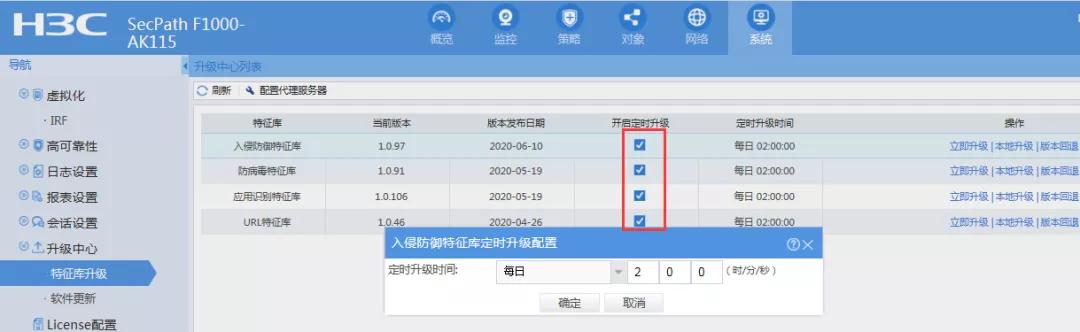 H3C
SecPath F1000-
AK115
概览
监控
策略
对象
网络
系统
导航
升级中心列表
虚拟化
· IRF
高可靠性
日志设置
报表设置
会话设置
升级中心
特征库升级
· 软件更新
License配置
刷新 配置代理服务器
特征库 当前版本 版本发布日期 开启定时升级 定时升级时间 操作
入侵防御特征库 1.0.97 2020-06-10 每日 02:00:00 立即升级 | 本地升级 | 版本回退
防病毒特征库 1.0.91 2020-05-19 每日 02:00:00 立即升级 | 本地升级 | 版本回退
应用识别特征库 1.0.106 2020-05-19 每日 02:00:00 立即升级 | 本地升级 | 版本回退
URL特征库 1.0.46 2020-04-26 每日 02:00:00 立即升级 | 本地升级 | 版本回退
入侵防御特征库定时升级配置
定时升级时间: 每日 2 0 0 (时/分/秒)
确定 取消